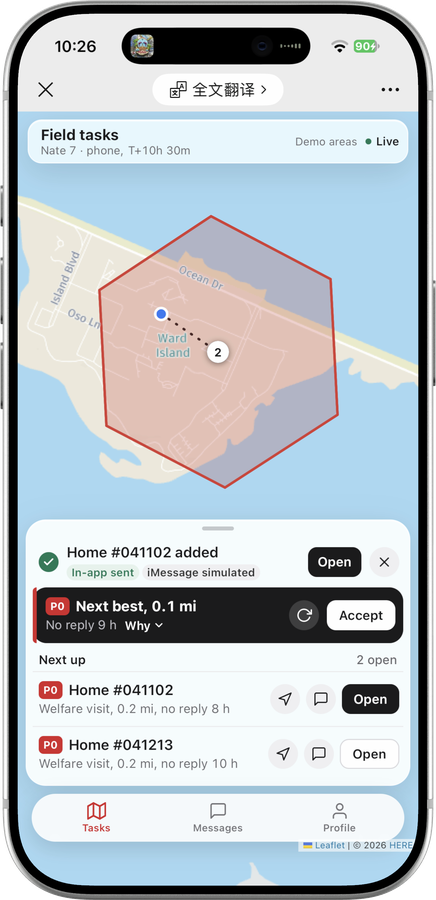 10:26
90
全文翻译
Field tasks
Nate 7 · phone, T+10h 30m
Demo areas
Live
Island Blvd
Ocean Dr
Oso Ln
Ward
Island
2
Home #041102 added
In-app sent
iMessage simulated
Open
P0 Next best, 0.1 mi
No reply 9 h Why
Accept
Next up
2 open
P0 Home #041102
Welfare visit, 0.2 mi, no reply 8 h
Open
P0 Home #041213
Welfare visit, 0.2 mi, no reply 10 h
Open
Tasks
Messages
Profile
Leaflet | © 2026 HERE